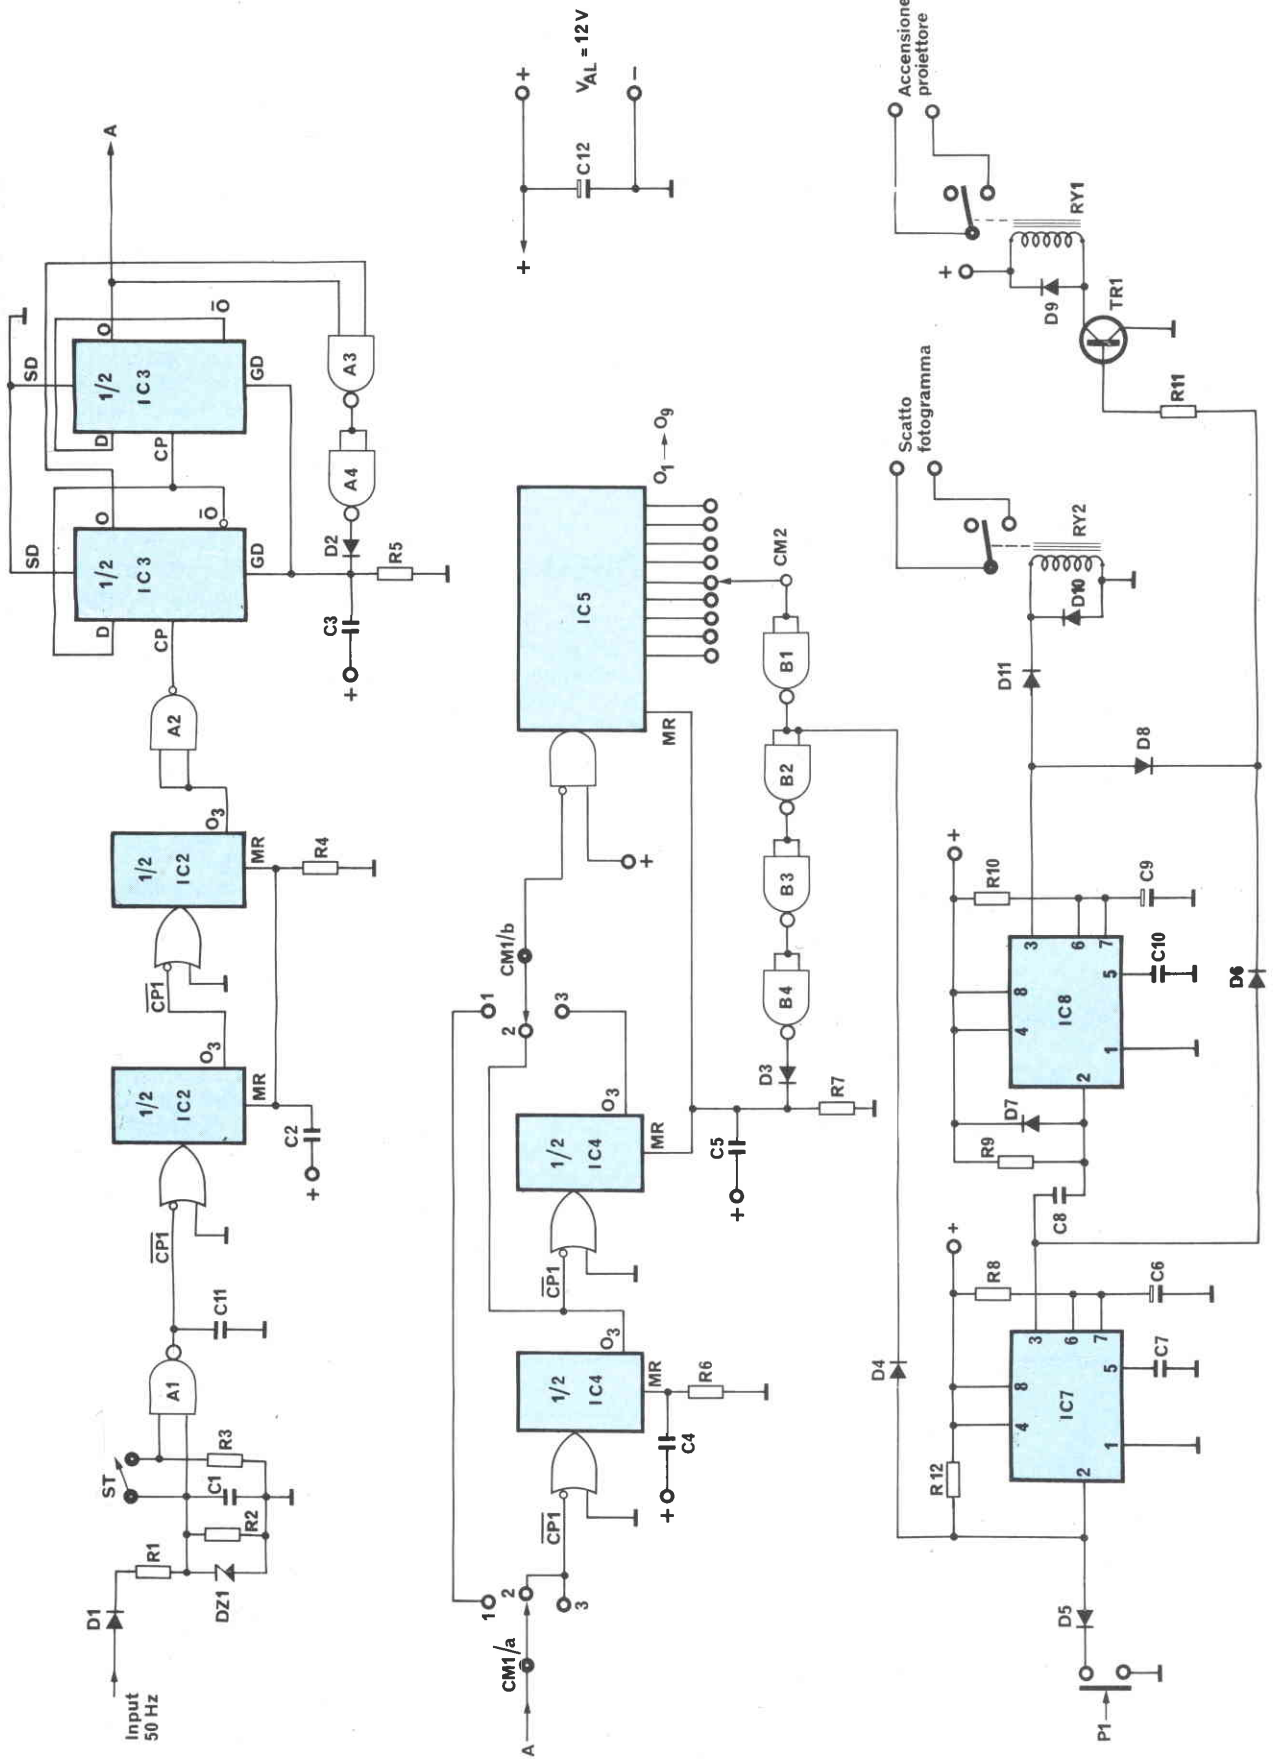 Input
50 Hz
D1
R1
DZ1
R2
C1
R3
ST
A1
C11
CP1
1/2
IC2
O3
MR
C2
+
CP1
1/2
IC2
O3
MR
R4
A2
CP
D
1/2
IC3
SD
O
O
GD
C3
+
D2
R5
A4
A3
CP
D
1/2
IC3
SD
O
O
GD
A
A
CM1/a
1
2
3
CP1
1/2
IC4
O3
MR
C4
+
R6
CP1
1/2
IC4
O3
MR
C5
+
1
2
3
CM1/b
+
IC5
MR
O1 → O9
CM2
B1
B2
B3
B4
D3
R7
+
+
C12
VAL = 12V
–
P1
D5
R12
D4
+
R8
IC7
2
4
8
1
5
3
6
7
C7
C6
C8
R9
D7
+
R10
IC8
2
4
8
1
5
3
6
7
C10
C9
D6
D8
D11
D10
RY2
Scatto
fotogramma
R11
TR1
D9
+
RY1
Accensione
proiettore